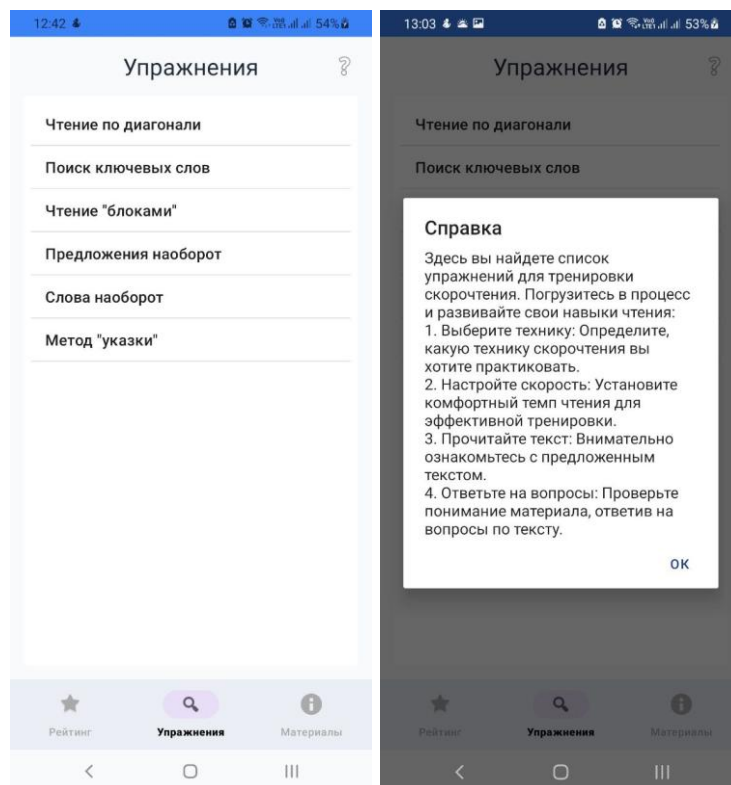 12:42
54%
Упражнения
Чтение по диагонали
Поиск ключевых слов
Чтение "блоками"
Предложения наоборот
Слова наоборот
Метод "указки"
Рейтинг
Упражнения
Материалы
13:03
53%
Упражнения
Чтение по диагонали
Поиск ключевых слов
Справка
Здесь вы найдете список
упражнений для тренировки
скорочтения. Погрузитесь в процесс
и развивайте свои навыки чтения:
1. Выберите технику: Определите,
какую технику скорочтения вы
хотите практиковать.
2. Настройте скорость: Установите
комфортный темп чтения для
эффективной тренировки.
3. Прочитайте текст: Внимательно
ознакомьтесь с предложенным
текстом.
4. Ответьте на вопросы: Проверьте
понимание материала, ответив на
вопросы по тексту.
ОК
Рейтинг
Упражнения
Материалы